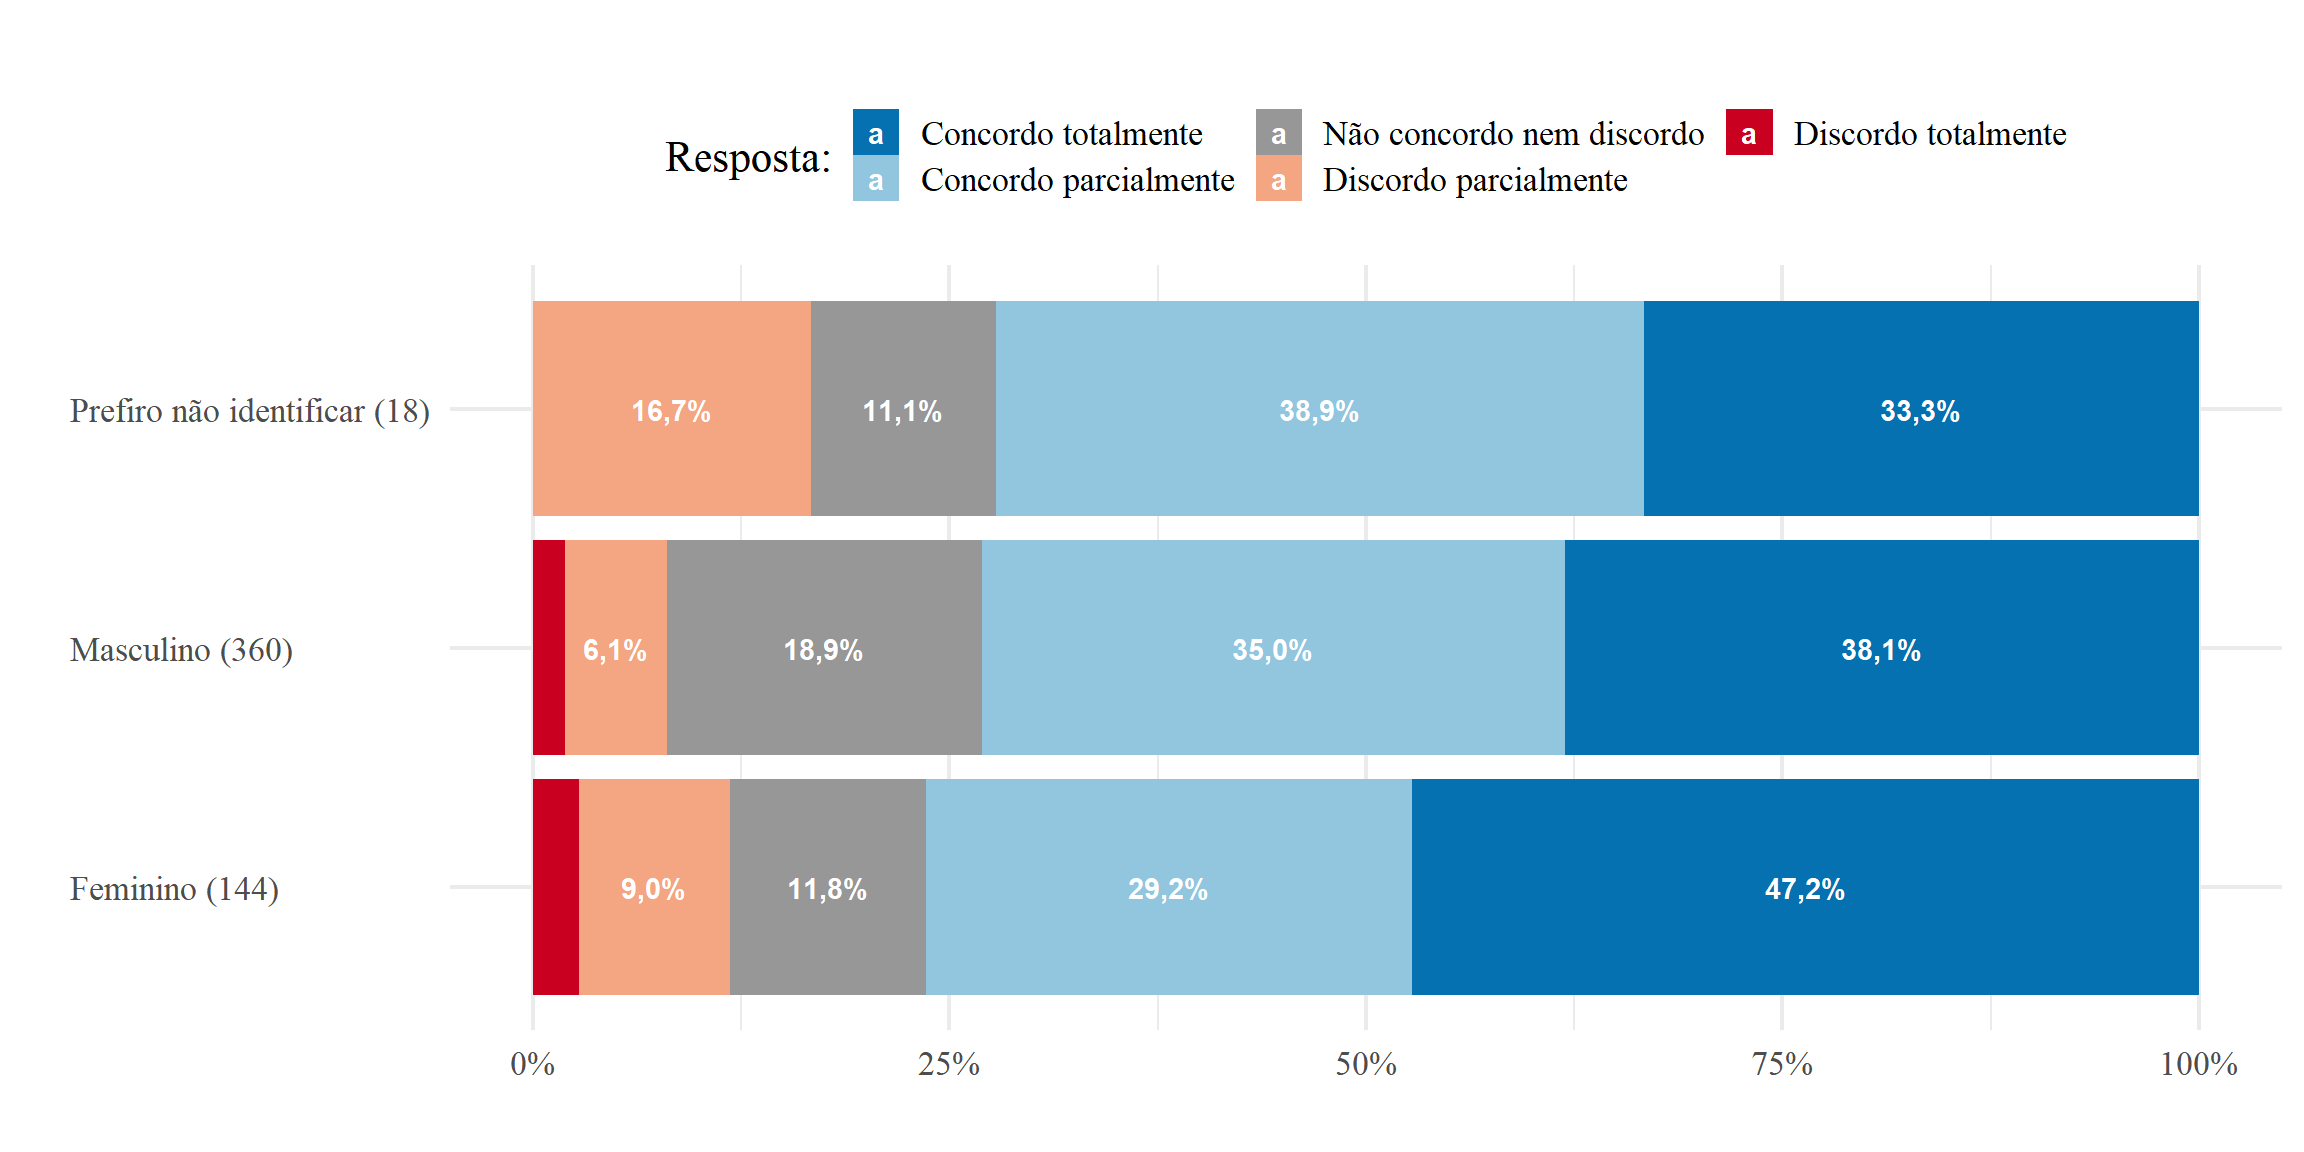 Resposta:
a Concordo totalmente a Não concordo nem discordo a Discordo totalmente
a Concordo parcialmente a Discordo parcialmente
Prefiro não identificar (18) 16,7% 11,1% 38,9% 33,3%
Masculino (360) 6,1% 18,9% 35,0% 38,1%
Feminino (144) 9,0% 11,8% 29,2% 47,2%
0% 25% 50% 75% 100%